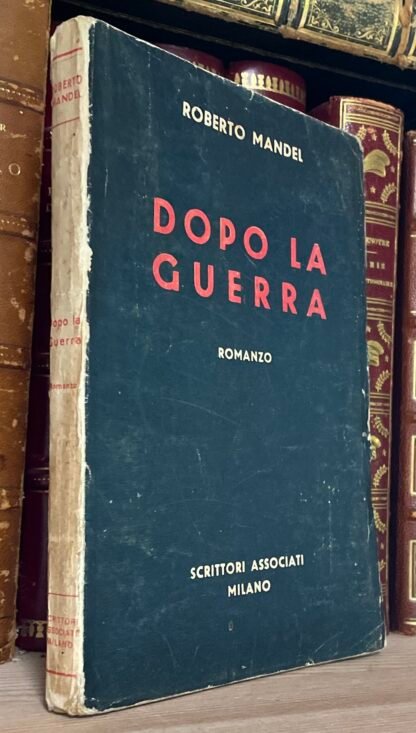 ROBERTO MANDEL
DOPO LA
GUERRA
ROMANZO
SCRITTORI ASSOCIATI
MILANO
ROBERTO
MANDEL
Dopo la
Guerra
Romanzo
SCRITTORI
ASSOCIATI
MILANO